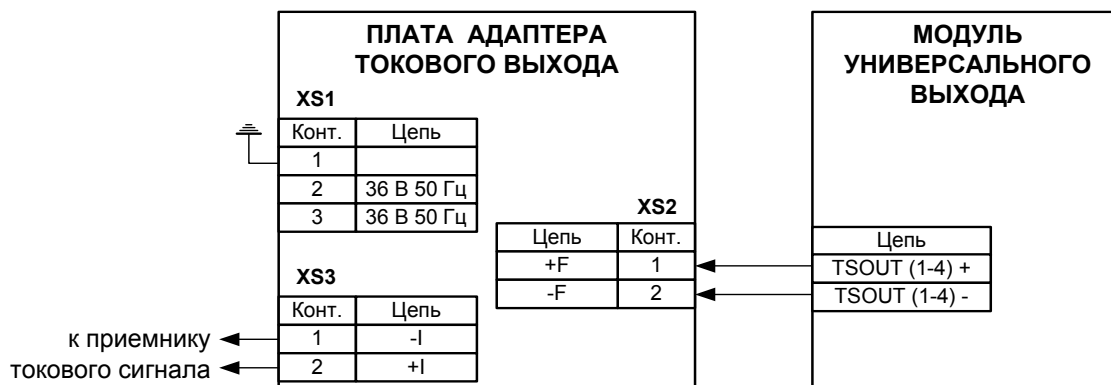 ПЛАТА АДАПТЕРА
ТОКОВОГО ВЫХОДА
МОДУЛЬ
УНИВЕРСАЛЬНОГО
ВЫХОДА
XS1
Конт. Цепь
1
2 36 В 50 Гц
3 36 В 50 Гц
XS2
Цепь Конт.
+F 1
-F 2
Цепь
TSOUT (1-4) +
TSOUT (1-4) -
XS3
Конт. Цепь
1 -I
2 +I
к приемнику
токового сигнала